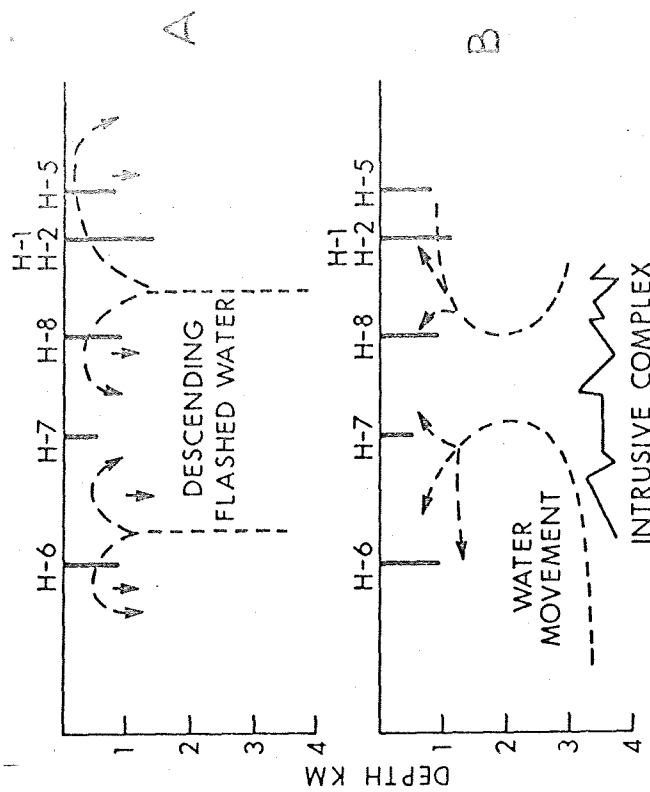 A
H-1
H-6 H-7 H-8 H-2 H-5
1
2
3
4
DESCENDING
FLASHED WATER
B
H-1
H-6 H-7 H-8 H-2 H-5
1
2
3
4
DEPTH KM
WATER
MOVEMENT
INTRUSIVE COMPLEX